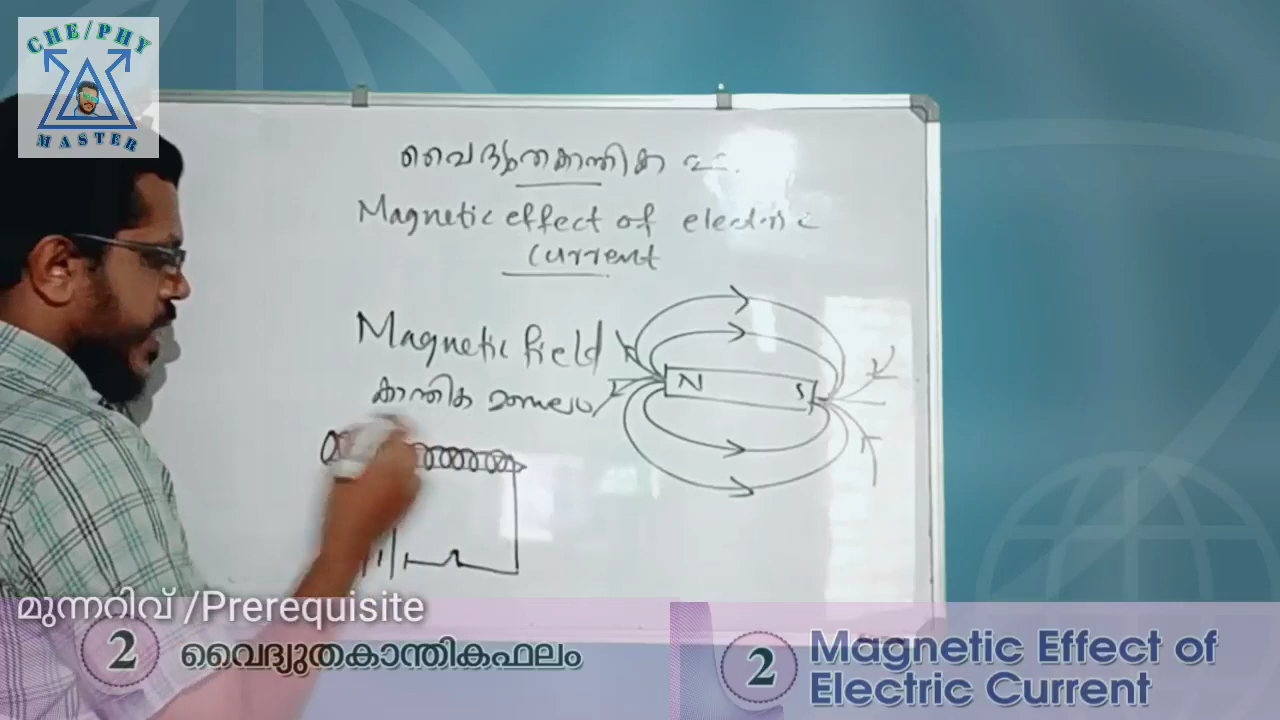 CHE/PHY
MASTER
വൈദ്യുതകാന്തിക
Magnetic effect of electric
Current
Magnetic field
കാന്തിക മണ്ഡലം
N S
മുന്നറിവ് /Prerequisite
2 വൈദ്യുതകാന്തികഫലം
2 Magnetic Effect of
Electric Current